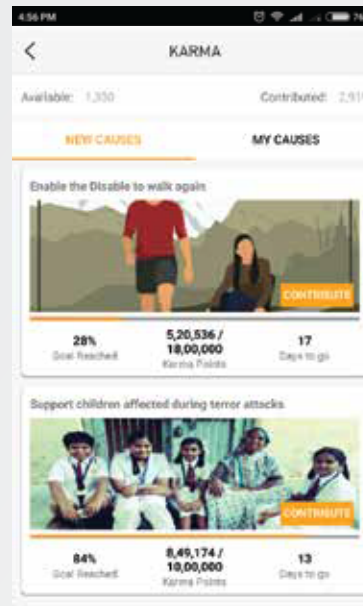 4:56 PM
KARMA
Available: 1,350
Contributed:
NEW CAUSES
MY CAUSES
Enable the Disable to walk again
CONTRIBUTE
28%
Goal Reached
5,20,536 /
18,00,000
Karma Points
17
Days to go
Support children affected during terror attacks
CONTRIBUTE
84%
Goal Reached
8,49,174 /
10,00,000
Karma Points
13
Days to go